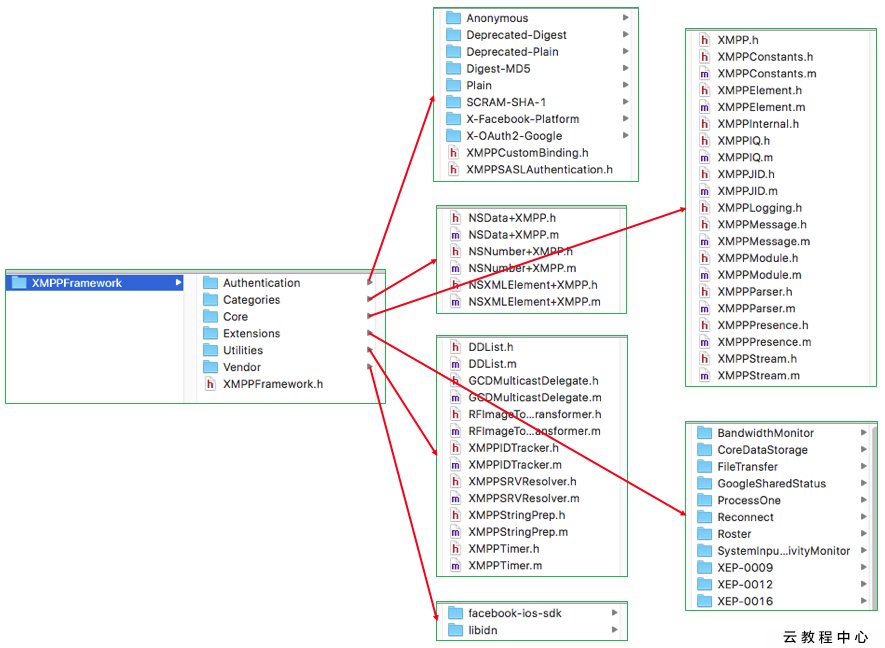 XMPPFramework
Authentication
Categories
Core
Extensions
Utilities
Vendor
XMPPFramework.h
Anonymous
Deprecated-Digest
Deprecated-Plain
Digest-MD5
Plain
SCRAM-SHA-1
X-Facebook-Platform
X-OAuth2-Google
h XMPPCustomBinding.h
h XMPPSASLAuthentication.h
h NSData+XMPP.h
m NSData+XMPP.m
h NSNumber+XMPP.h
m NSNumber+XMPP.m
h NSXMLElement+XMPP.h
m NSXMLElement+XMPP.m
h DDList.h
m DDList.m
h GCDMulticastDelegate.h
m GCDMulticastDelegate.m
h RFImageTo...ransformer.h
m RFImageTo...ansformer.m
h XMPPIDTracker.h
m XMPPIDTracker.m
h XMPPSRVResolver.h
m XMPPSRVResolver.m
h XMPPStringPrep.h
m XMPPStringPrep.m
h XMPPTimer.h
m XMPPTimer.m
facebook-ios-sdk
libidn
h XMPP.h
h XMPPConstants.h
m XMPPConstants.m
h XMPPElement.h
m XMPPElement.m
h XMPPInternal.h
h XMPPIQ.h
m XMPPIQ.m
h XMPPJID.h
m XMPPJID.m
h XMPPLogging.h
h XMPPMessage.h
m XMPPMessage.m
h XMPPModule.h
m XMPPModule.m
h XMPPParser.h
m XMPPParser.m
h XMPPPresence.h
m XMPPPresence.m
h XMPPStream.h
m XMPPStream.m
BandwidthMonitor
CoreDataStorage
FileTransfer
GoogleSharedStatus
ProcessOne
Reconnect
Roster
SystemInpu...ivityMonitor
XEP-0009
XEP-0012
XEP-0016
云教程中心